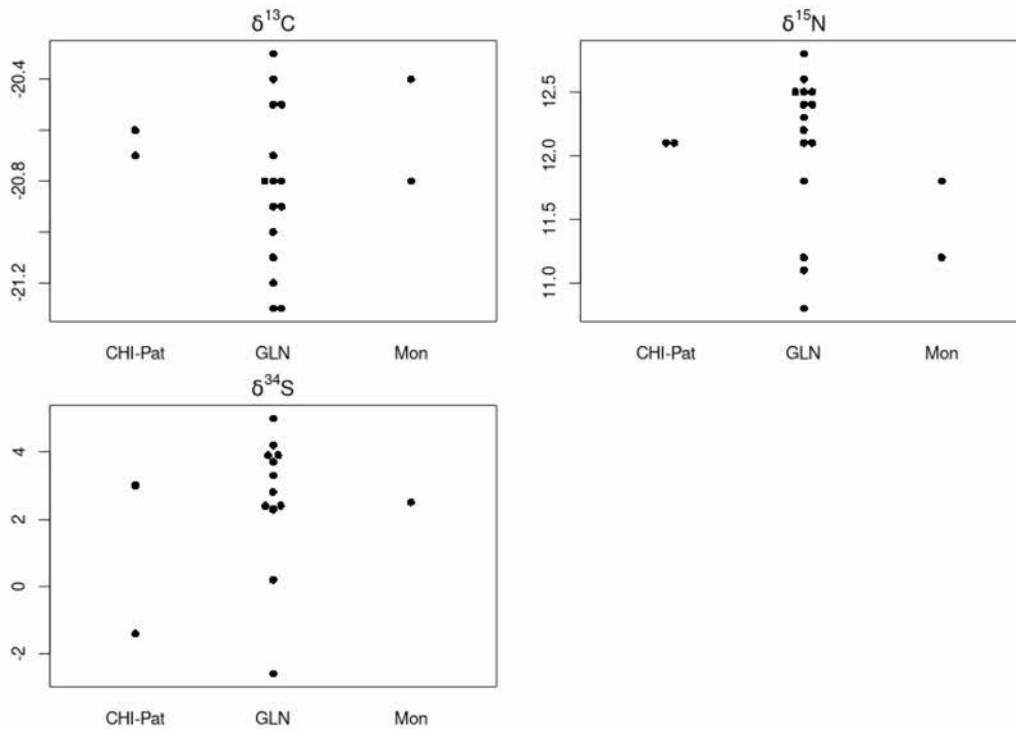 δ¹³C
-20.4
-20.8
-21.2
CHI-Pat GLN Mon
δ¹⁵N
12.5
12.0
11.5
11.0
CHI-Pat GLN Mon
δ³⁴S
4
2
0
-2
CHI-Pat GLN Mon